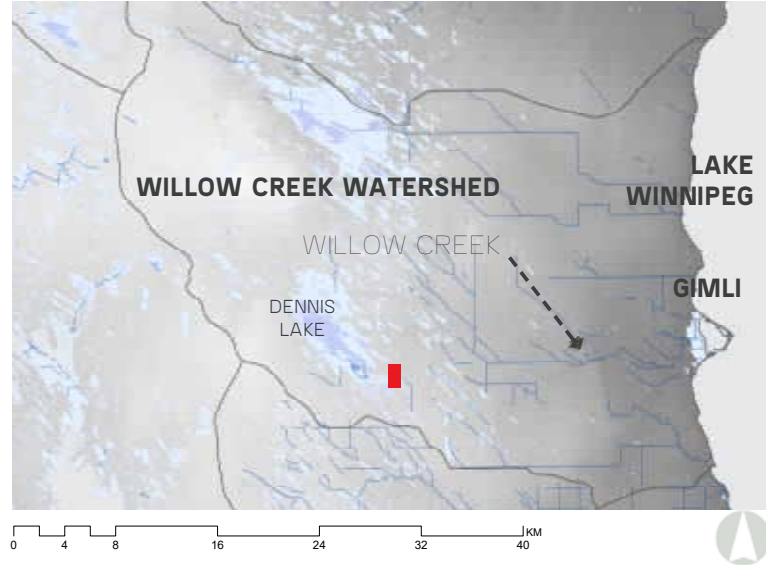 LAKE
WINNIPEG
WILLOW CREEK WATERSHED
WILLOW CREEK
GIMLI
DENNIS
LAKE
KM
0 4 8 16 24 32 40